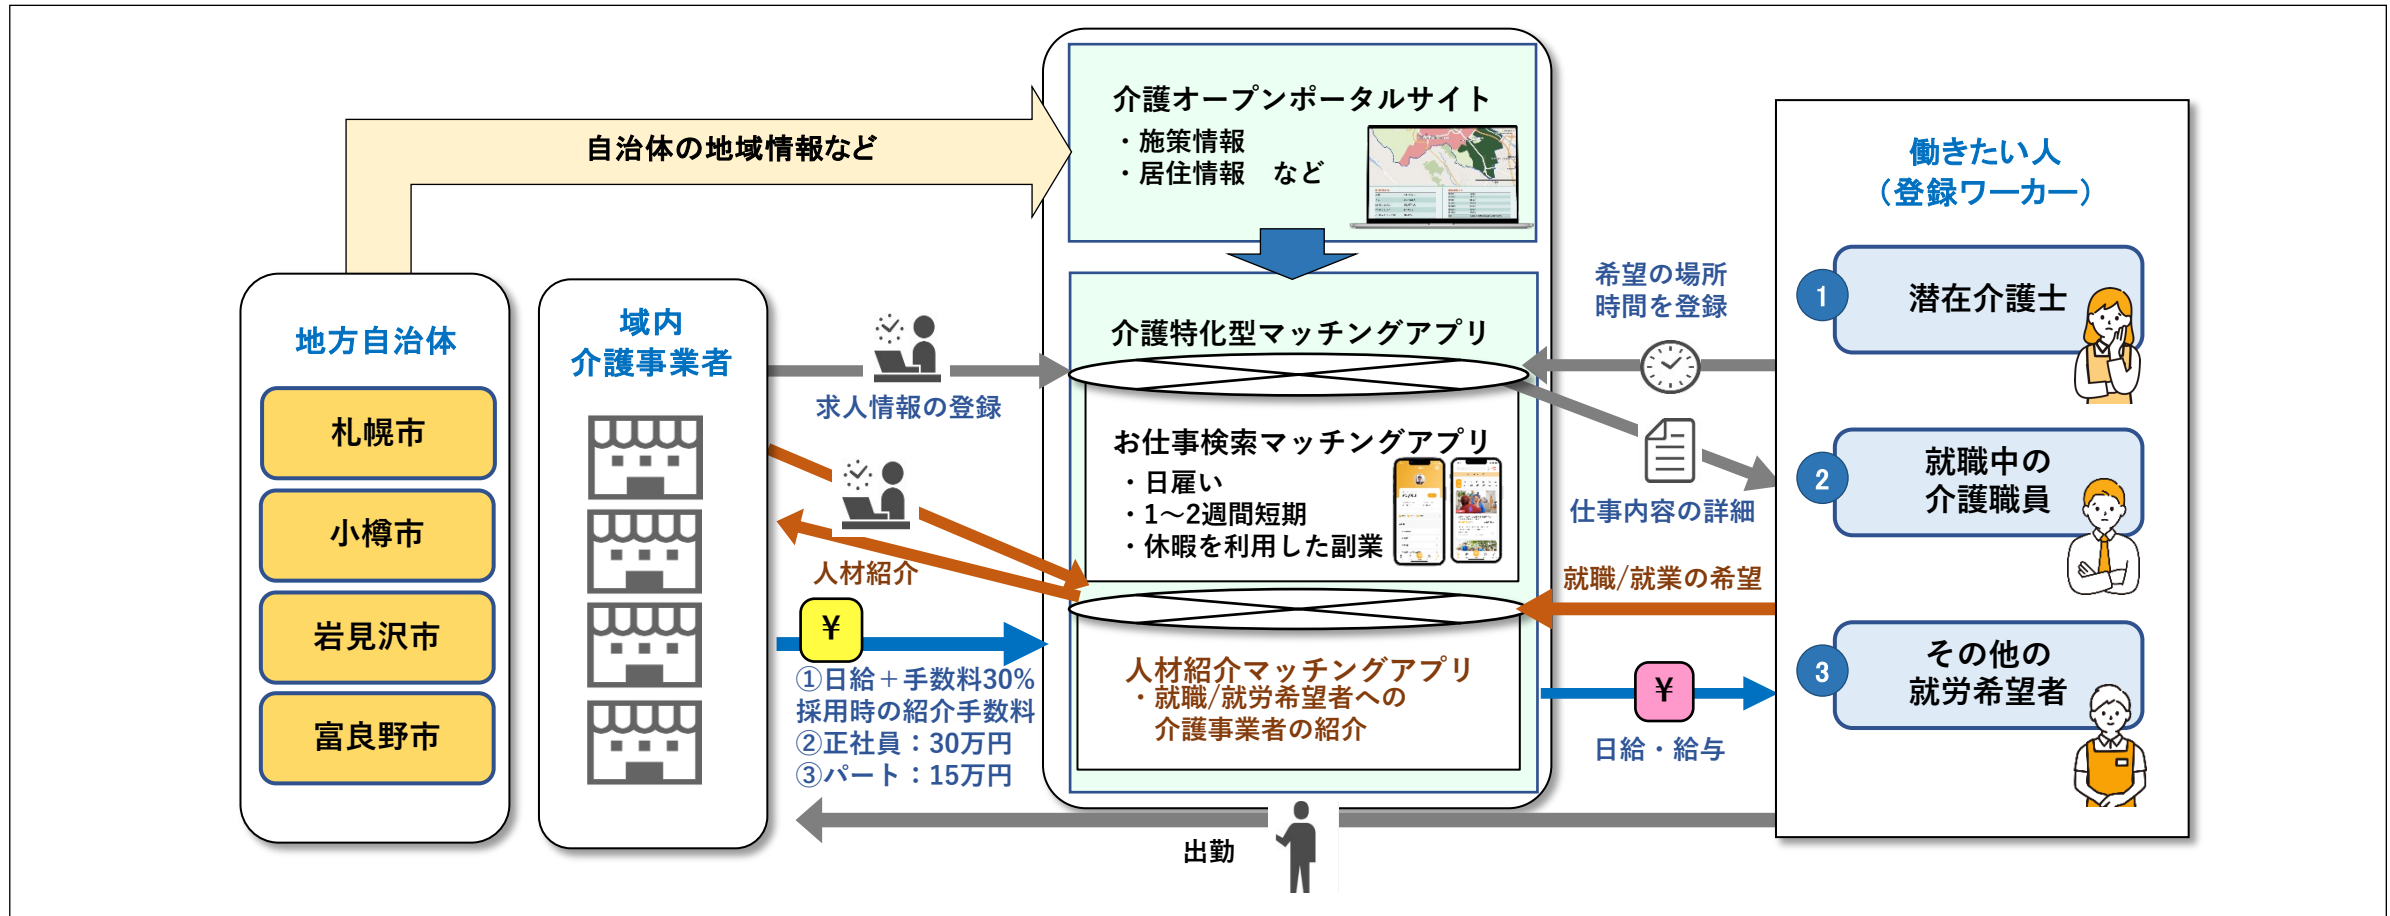 自治体の地域情報など
地方自治体
札幌市
小樽市
岩見沢市
富良野市
域内
介護事業者
求人情報の登録
人材紹介
¥
①日給＋手数料30%
採用時の紹介手数料
②正社員：30万円
③パート：15万円
介護オープンポータルサイト
・施策情報
・居住情報　など
介護特化型マッチングアプリ
お仕事検索マッチングアプリ
・日雇い
・1～2週間短期
・休暇を利用した副業
人材紹介マッチングアプリ
・就職/就労希望者への
介護事業者の紹介
出勤
希望の場所
時間を登録
仕事内容の詳細
就職/就業の希望
¥
日給・給与
働きたい人
（登録ワーカー）
1
潜在介護士
2
就職中の
介護職員
3
その他の
就労希望者